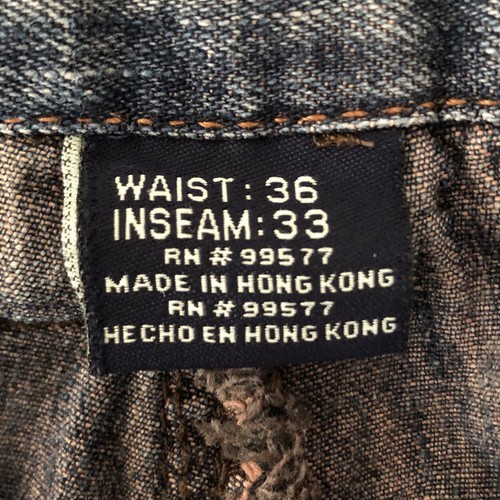 WAIST: 36
INSEAM: 33
RN # 99577
MADE IN HONG KONG
RN # 99577
HECHO EN HONG KONG